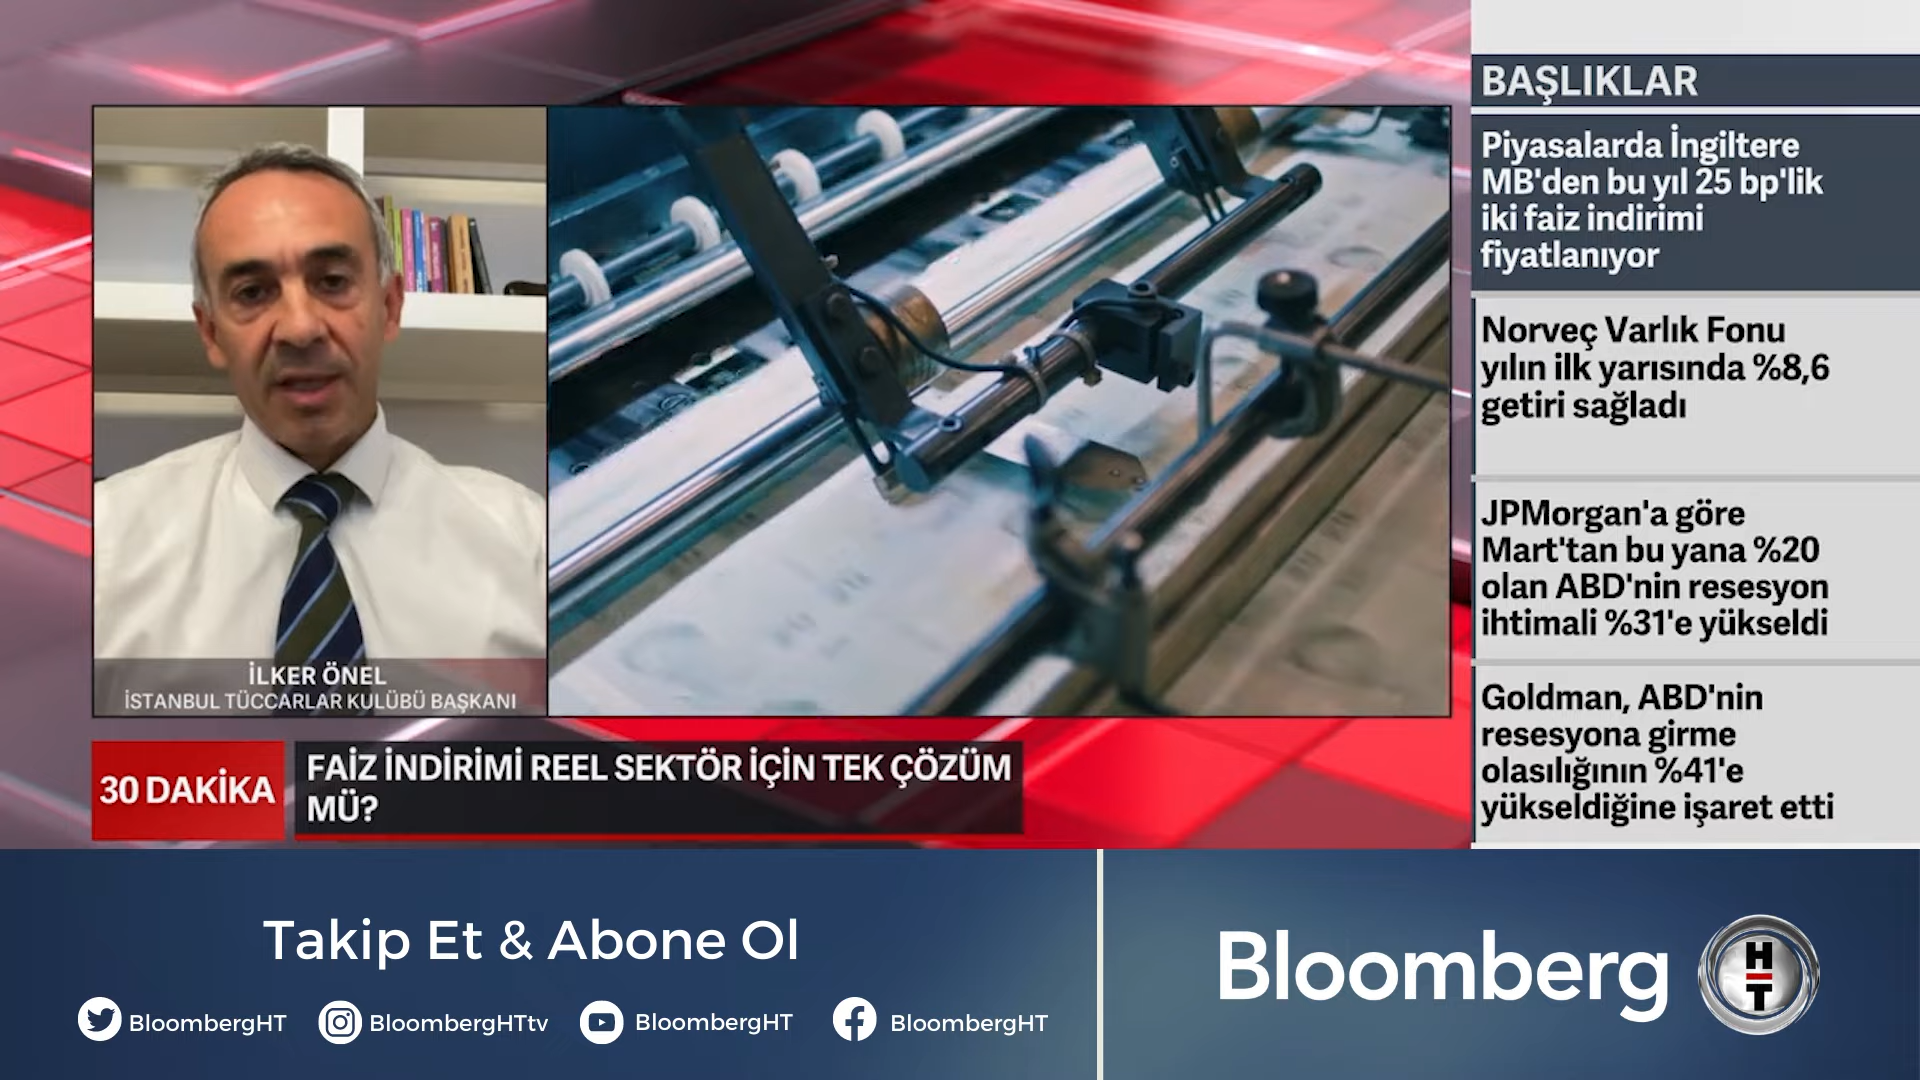 BAŞLIKLAR
Piyasalarda İngiltere
MB'den bu yıl 25 bp'lik
iki faiz indirimi
fiyatlanıyor
Norveç Varlık Fonu
yılın ilk yarısında %8,6
getiri sağladı
JPMorgan'a göre
Mart'tan bu yana %20
olan ABD'nin resesyon
ihtimali %31'e yükseldi
Goldman, ABD'nin
resesyona girme
olasılığının %41'e
yükseldiğine işaret etti
İLKER ÖNEL
İSTANBUL TÜCCARLAR KULÜBÜ BAŞKANI
30 DAKİKA
FAİZ İNDİRİMİ REEL SEKTÖR İÇİN TEK ÇÖZÜM
MÜ?
Takip Et & Abone Ol
BloombergHT
BloombergHTtv
BloombergHT
BloombergHT
Bloomberg HT